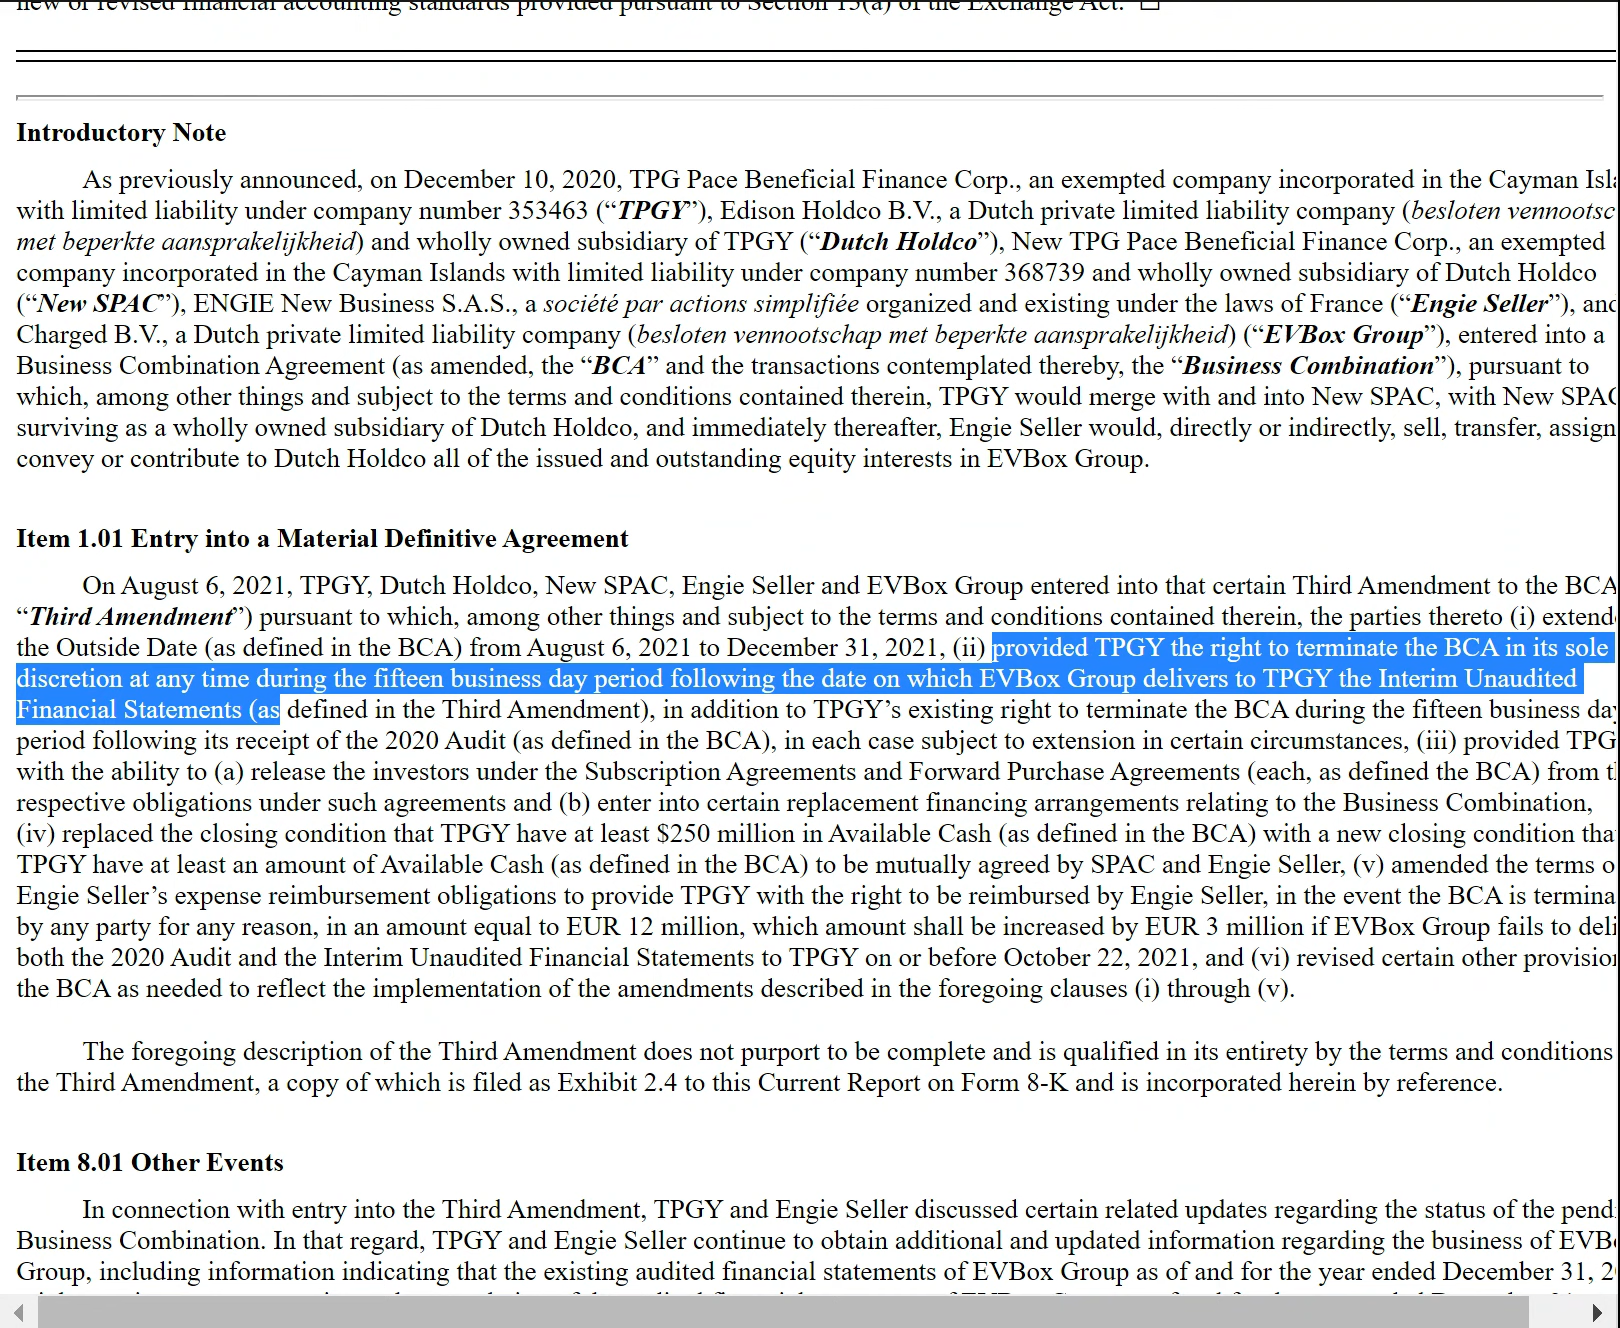 new or revised financial accounting standards provided pursuant to Section 13(a) of the Exchange Act. ☐
Introductory Note
As previously announced, on December 10, 2020, TPG Pace Beneficial Finance Corp., an exempted company incorporated in the Cayman Isla
with limited liability under company number 353463 (“TPGY”), Edison Holdco B.V., a Dutch private limited liability company (besloten vennootsc
met beperkte aansprakelijkheid) and wholly owned subsidiary of TPGY (“Dutch Holdco”), New TPG Pace Beneficial Finance Corp., an exempted
company incorporated in the Cayman Islands with limited liability under company number 368739 and wholly owned subsidiary of Dutch Holdco
(“New SPAC”), ENGIE New Business S.A.S., a société par actions simplifiée organized and existing under the laws of France (“Engie Seller”), and
Charged B.V., a Dutch private limited liability company (besloten vennootschap met beperkte aansprakelijkheid) (“EVBox Group”), entered into a
Business Combination Agreement (as amended, the “BCA” and the transactions contemplated thereby, the “Business Combination”), pursuant to
which, among other things and subject to the terms and conditions contained therein, TPGY would merge with and into New SPAC, with New SPAC
surviving as a wholly owned subsidiary of Dutch Holdco, and immediately thereafter, Engie Seller would, directly or indirectly, sell, transfer, assign
convey or contribute to Dutch Holdco all of the issued and outstanding equity interests in EVBox Group.
Item 1.01 Entry into a Material Definitive Agreement
On August 6, 2021, TPGY, Dutch Holdco, New SPAC, Engie Seller and EVBox Group entered into that certain Third Amendment to the BCA
“Third Amendment”) pursuant to which, among other things and subject to the terms and conditions contained therein, the parties thereto (i) extend
the Outside Date (as defined in the BCA) from August 6, 2021 to December 31, 2021, (ii) provided TPGY the right to terminate the BCA in its sole
discretion at any time during the fifteen business day period following the date on which EVBox Group delivers to TPGY the Interim Unaudited
Financial Statements (as defined in the Third Amendment), in addition to TPGY’s existing right to terminate the BCA during the fifteen business day
period following its receipt of the 2020 Audit (as defined in the BCA), in each case subject to extension in certain circumstances, (iii) provided TPG
with the ability to (a) release the investors under the Subscription Agreements and Forward Purchase Agreements (each, as defined the BCA) from t
respective obligations under such agreements and (b) enter into certain replacement financing arrangements relating to the Business Combination,
(iv) replaced the closing condition that TPGY have at least $250 million in Available Cash (as defined in the BCA) with a new closing condition tha
TPGY have at least an amount of Available Cash (as defined in the BCA) to be mutually agreed by SPAC and Engie Seller, (v) amended the terms o
Engie Seller’s expense reimbursement obligations to provide TPGY with the right to be reimbursed by Engie Seller, in the event the BCA is termina
by any party for any reason, in an amount equal to EUR 12 million, which amount shall be increased by EUR 3 million if EVBox Group fails to deli
both the 2020 Audit and the Interim Unaudited Financial Statements to TPGY on or before October 22, 2021, and (vi) revised certain other provision
the BCA as needed to reflect the implementation of the amendments described in the foregoing clauses (i) through (v).
The foregoing description of the Third Amendment does not purport to be complete and is qualified in its entirety by the terms and conditions
the Third Amendment, a copy of which is filed as Exhibit 2.4 to this Current Report on Form 8-K and is incorporated herein by reference.
Item 8.01 Other Events
In connection with entry into the Third Amendment, TPGY and Engie Seller discussed certain related updates regarding the status of the pend
Business Combination. In that regard, TPGY and Engie Seller continue to obtain additional and updated information regarding the business of EVB
Group, including information indicating that the existing audited financial statements of EVBox Group as of and for the year ended December 31, 2